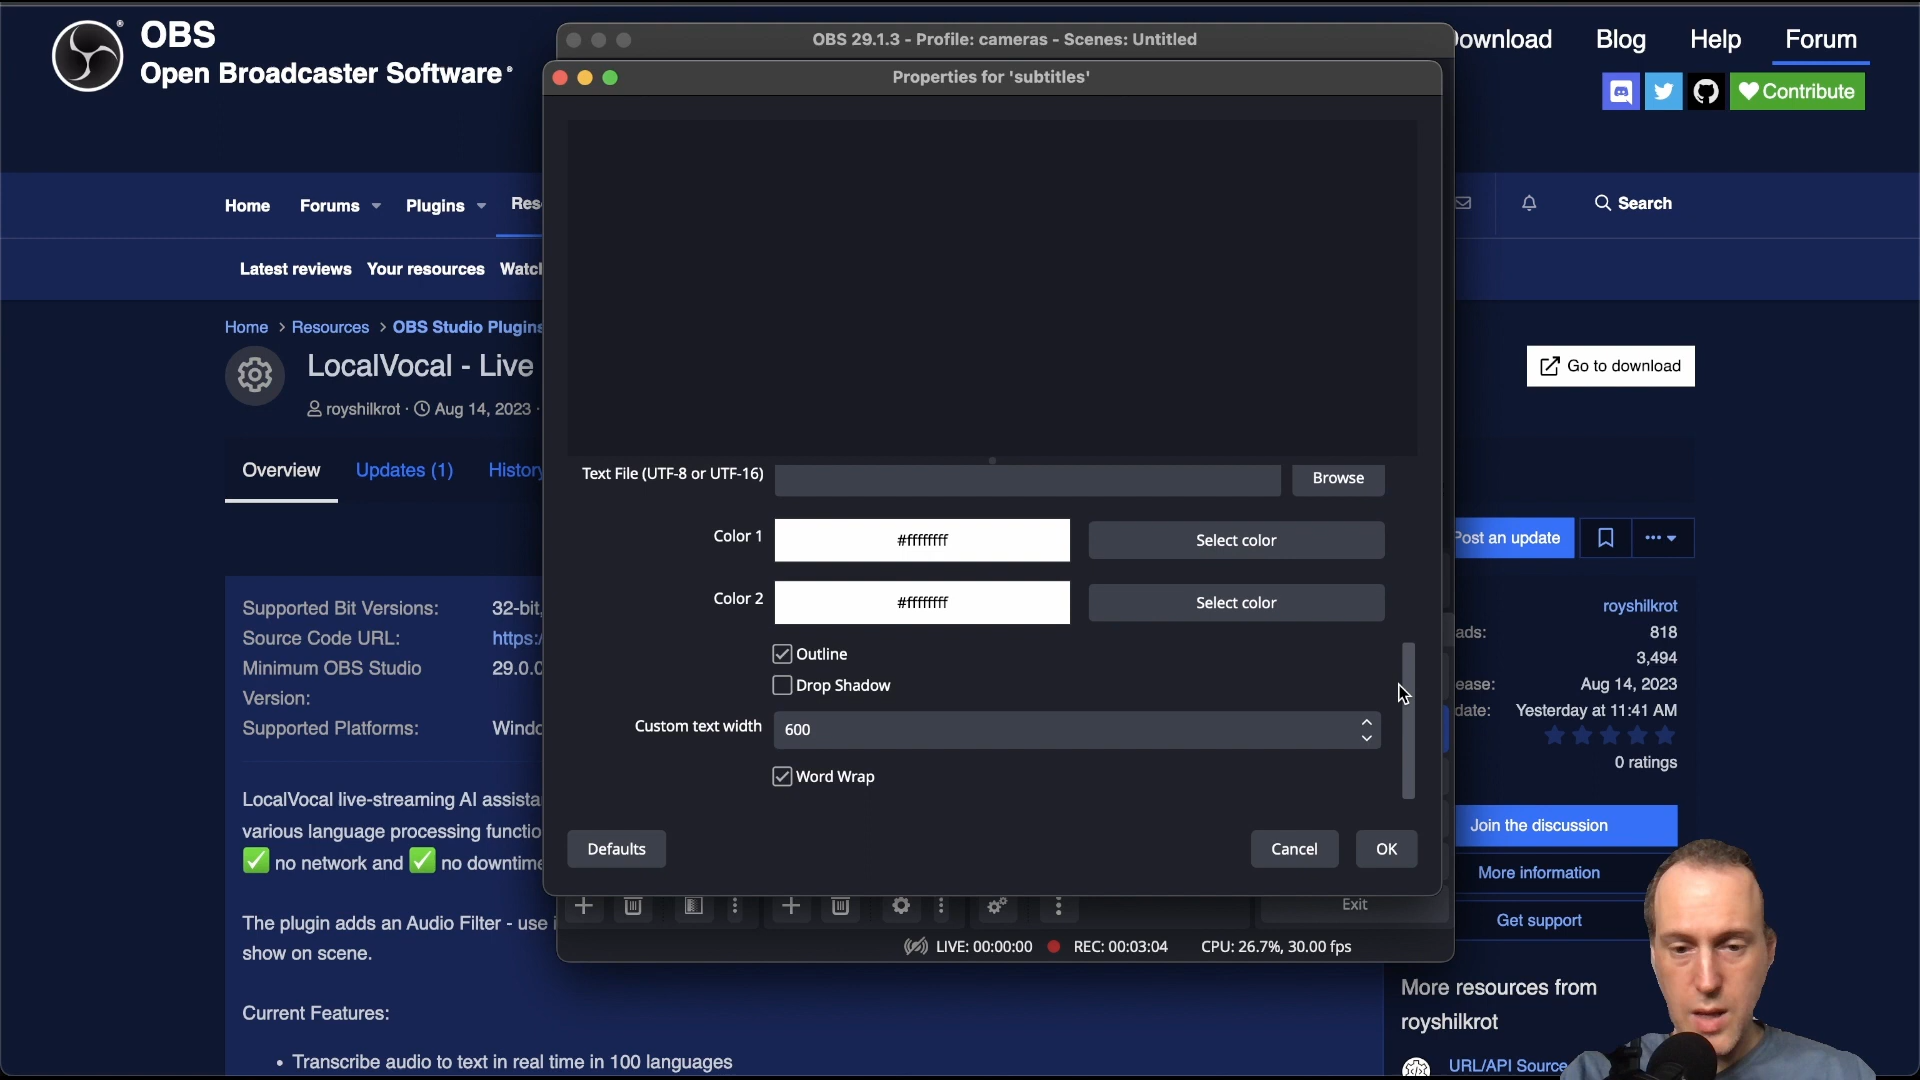 OBS
Open Broadcaster Software
Download
Blog
Help
Forum
Contribute
OBS 29.1.3 - Profile: cameras - Scenes: Untitled
Properties for 'subtitles'
Home
Forums
Plugins
Search
Latest reviews
Your resources
Home > Resources > OBS Studio Plugins
LocalVocal - Live
royshilkrot · Aug 14, 2023 ·
Go to download
Overview
Updates (1)
History
Text File (UTF-8 or UTF-16)
Browse
Color 1
#ffffffff
Select color
Color 2
#ffffffff
Select color
Outline
Drop Shadow
Custom text width
600
Word Wrap
Defaults
Cancel
OK
Post an update
Supported Bit Versions: 32-bit,
Source Code URL: https:/
Minimum OBS Studio 29.0.0
Version:
Supported Platforms:
LocalVocal live-streaming AI
various language processing
✅ no network and ✅ no downtime
The plugin adds an Audio Filter - use
show on scene.
Current Features:
• Transcribe audio to text in real time in 100 languages
royshilkrot
818
3,494
Aug 14, 2023
Yesterday at 11:41 AM
0 ratings
Join the discussion
More information
Get support
Exit
LIVE: 00:00:00
REC: 00:03:04
CPU: 26.7%, 30.00 fps
More resources from
royshilkrot
URL/API Source